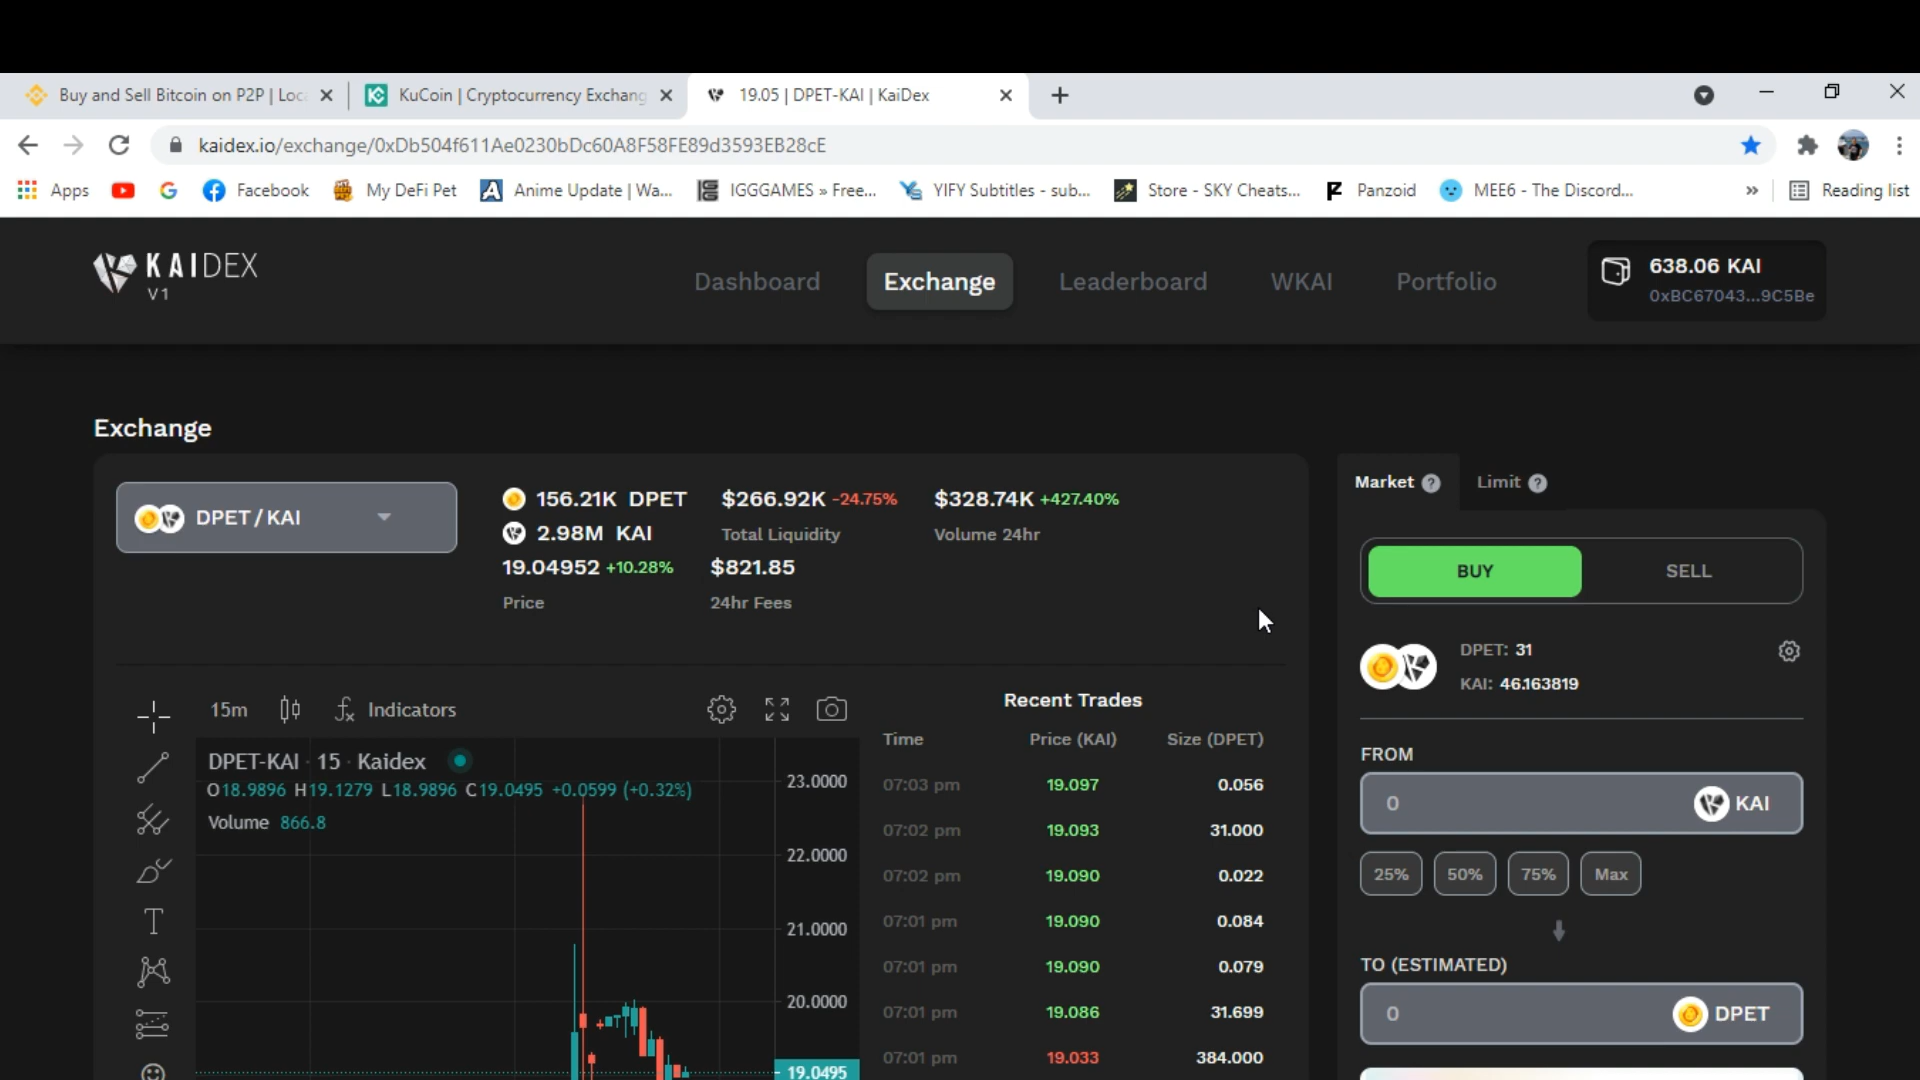 Buy and Sell Bitcoin on P2P | Loc
KuCoin | Cryptocurrency Exchang
19.05 | DPET-KAI | KaiDex
kaidex.io/exchange/0xDb504f611Ae0230bDc60A8F58FE89d3593EB28cE
Apps
Facebook
My DeFi Pet
Anime Update | Wa...
IGGGAMES » Free...
YIFY Subtitles - sub...
Store - SKY Cheats...
Panzoid
MEE6 - The Discord...
»
Reading list
KAIDEX
V1
Dashboard
Exchange
Leaderboard
WKAI
Portfolio
638.06 KAI
0xBC67043...9C5Be
Exchange
DPET / KAI
156.21K DPET
2.98M KAI
19.04952 +10.28%
Price
$266.92K -24.75%
Total Liquidity
$821.85
24hr Fees
$328.74K +427.40%
Volume 24hr
15m
Indicators
DPET-KAI · 15 · Kaidex
O18.9896 H19.1279 L18.9896 C19.0495 +0.0599 (+0.32%)
Volume 866.8
23.0000
22.0000
21.0000
20.0000
19.0495
Recent Trades
Time Price (KAI) Size (DPET)
07:03 pm 19.097 0.056
07:02 pm 19.093 31.000
07:02 pm 19.090 0.022
07:01 pm 19.090 0.084
07:01 pm 19.090 0.079
07:01 pm 19.086 31.699
07:01 pm 19.033 384.000
Market ?
Limit ?
BUY
SELL
DPET: 31
KAI: 46.163819
FROM
0 KAI
25% 50% 75% Max
TO (ESTIMATED)
0 DPET